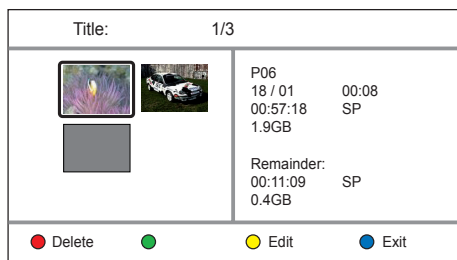 Title: 1/3
P06
18 / 01 00:08
00:57:18 SP
1.9GB
Remainder:
00:11:09 SP
0.4GB
Delete Edit Exit